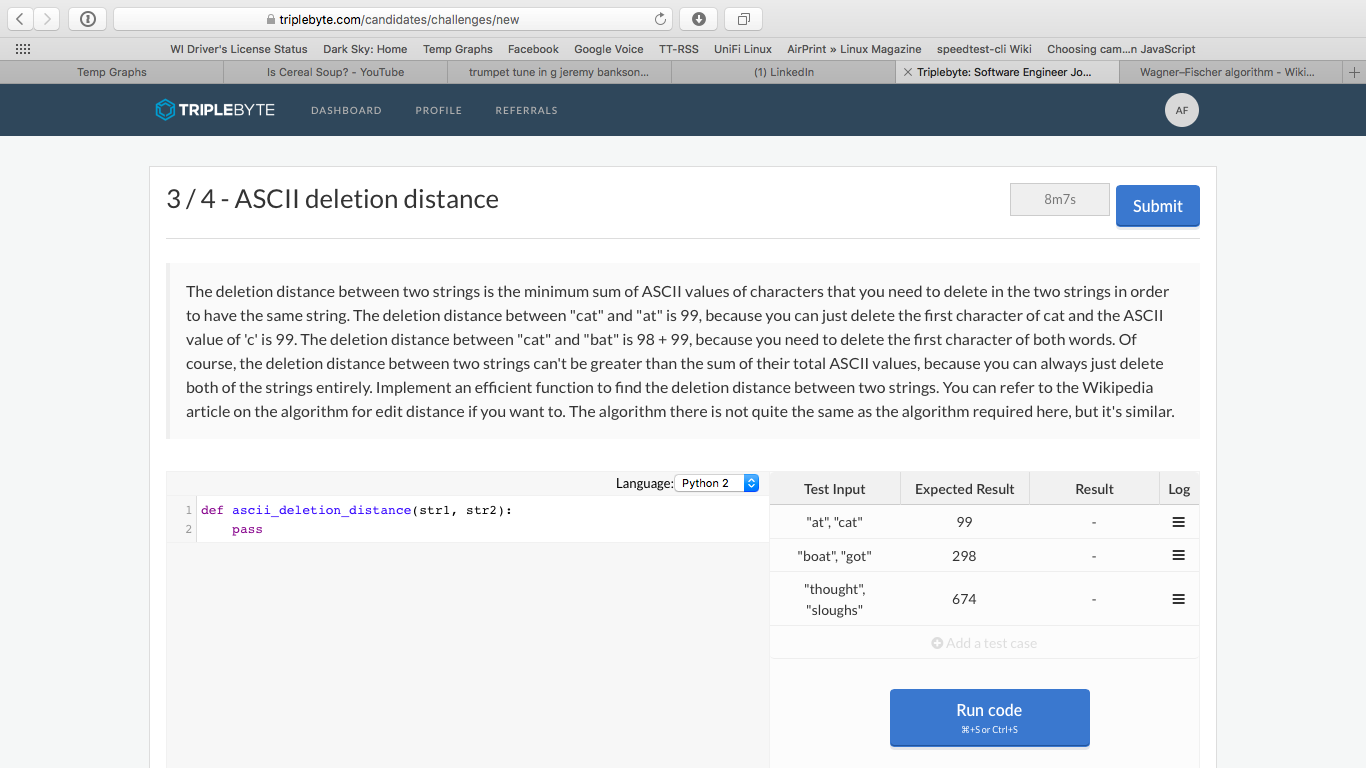 triplebyte.com/candidates/challenges/new
WI Driver's License Status Dark Sky: Home Temp Graphs Facebook Google Voice TT-RSS UniFi Linux AirPrint » Linux Magazine speedtest-cli Wiki Choosing cam...n JavaScript
Temp Graphs Is Cereal Soup? - YouTube trumpet tune in g jeremy bankson... (1) LinkedIn Triplebyte: Software Engineer Jo... Wagner–Fischer algorithm - Wiki...
TRIPLEBYTE DASHBOARD PROFILE REFERRALS AF
3 / 4 - ASCII deletion distance 8m7s Submit
The deletion distance between two strings is the minimum sum of ASCII values of characters that you need to delete in the two strings in order
to have the same string. The deletion distance between "cat" and "at" is 99, because you can just delete the first character of cat and the ASCII
value of 'c' is 99. The deletion distance between "cat" and "bat" is 98 + 99, because you need to delete the first character of both words. Of
course, the deletion distance between two strings can't be greater than the sum of their total ASCII values, because you can always just delete
both of the strings entirely. Implement an efficient function to find the deletion distance between two strings. You can refer to the Wikipedia
article on the algorithm for edit distance if you want to. The algorithm there is not quite the same as the algorithm required here, but it's similar.
Language: Python 2
1 def ascii_deletion_distance(str1, str2):
2 pass
Test Input Expected Result Result Log
"at", "cat" 99 -
"boat", "got" 298 -
"thought",
"sloughs" 674 -
Add a test case
Run code
⌘+S or Ctrl+S